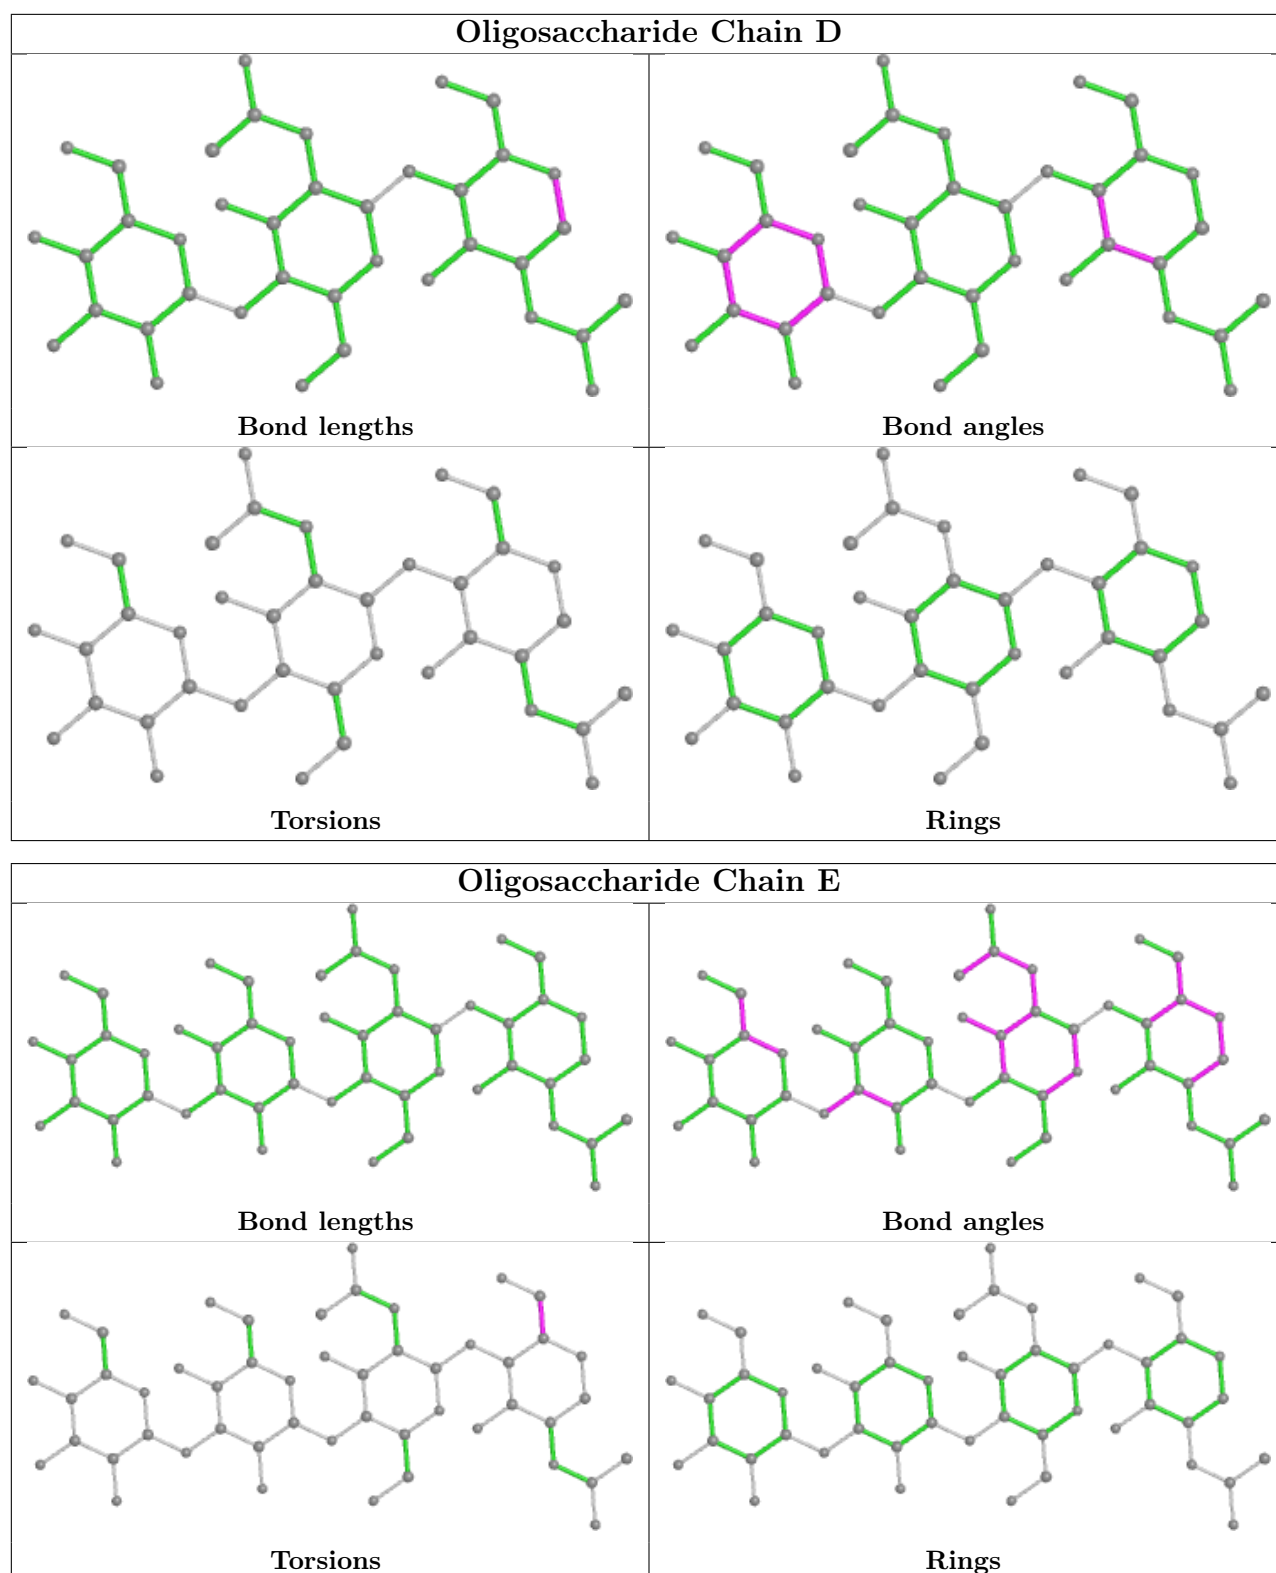 Oligosaccharide Chain D
Bond lengths
Bond angles
Torsions
Rings
Oligosaccharide Chain E
Bond lengths
Bond angles
Torsions
Rings